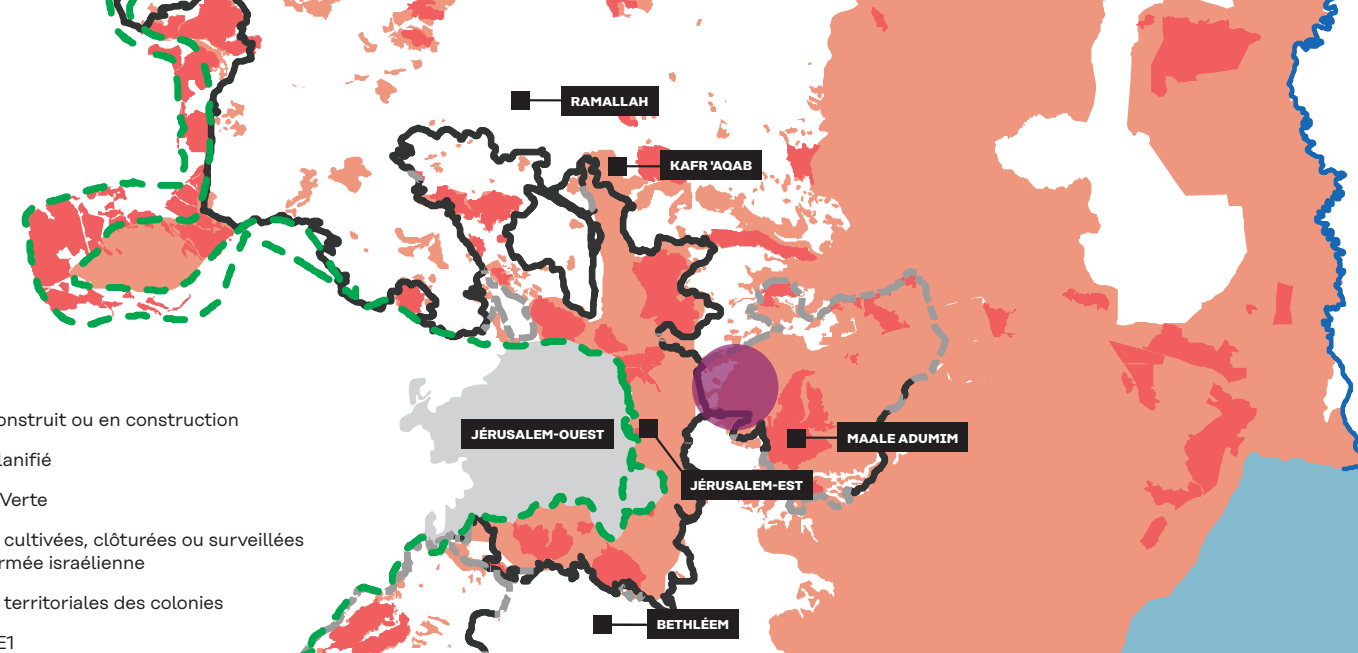 RAMALLAH
KAFR 'AQAB
JÉRUSALEM-OUEST
MAALE ADUMIM
JÉRUSALEM-EST
BETHLÉEM
onstruit ou en construction
lanifié
Verte
cultivées, clôturées ou surveillées
rmée israélienne
territoriales des colonies
E1